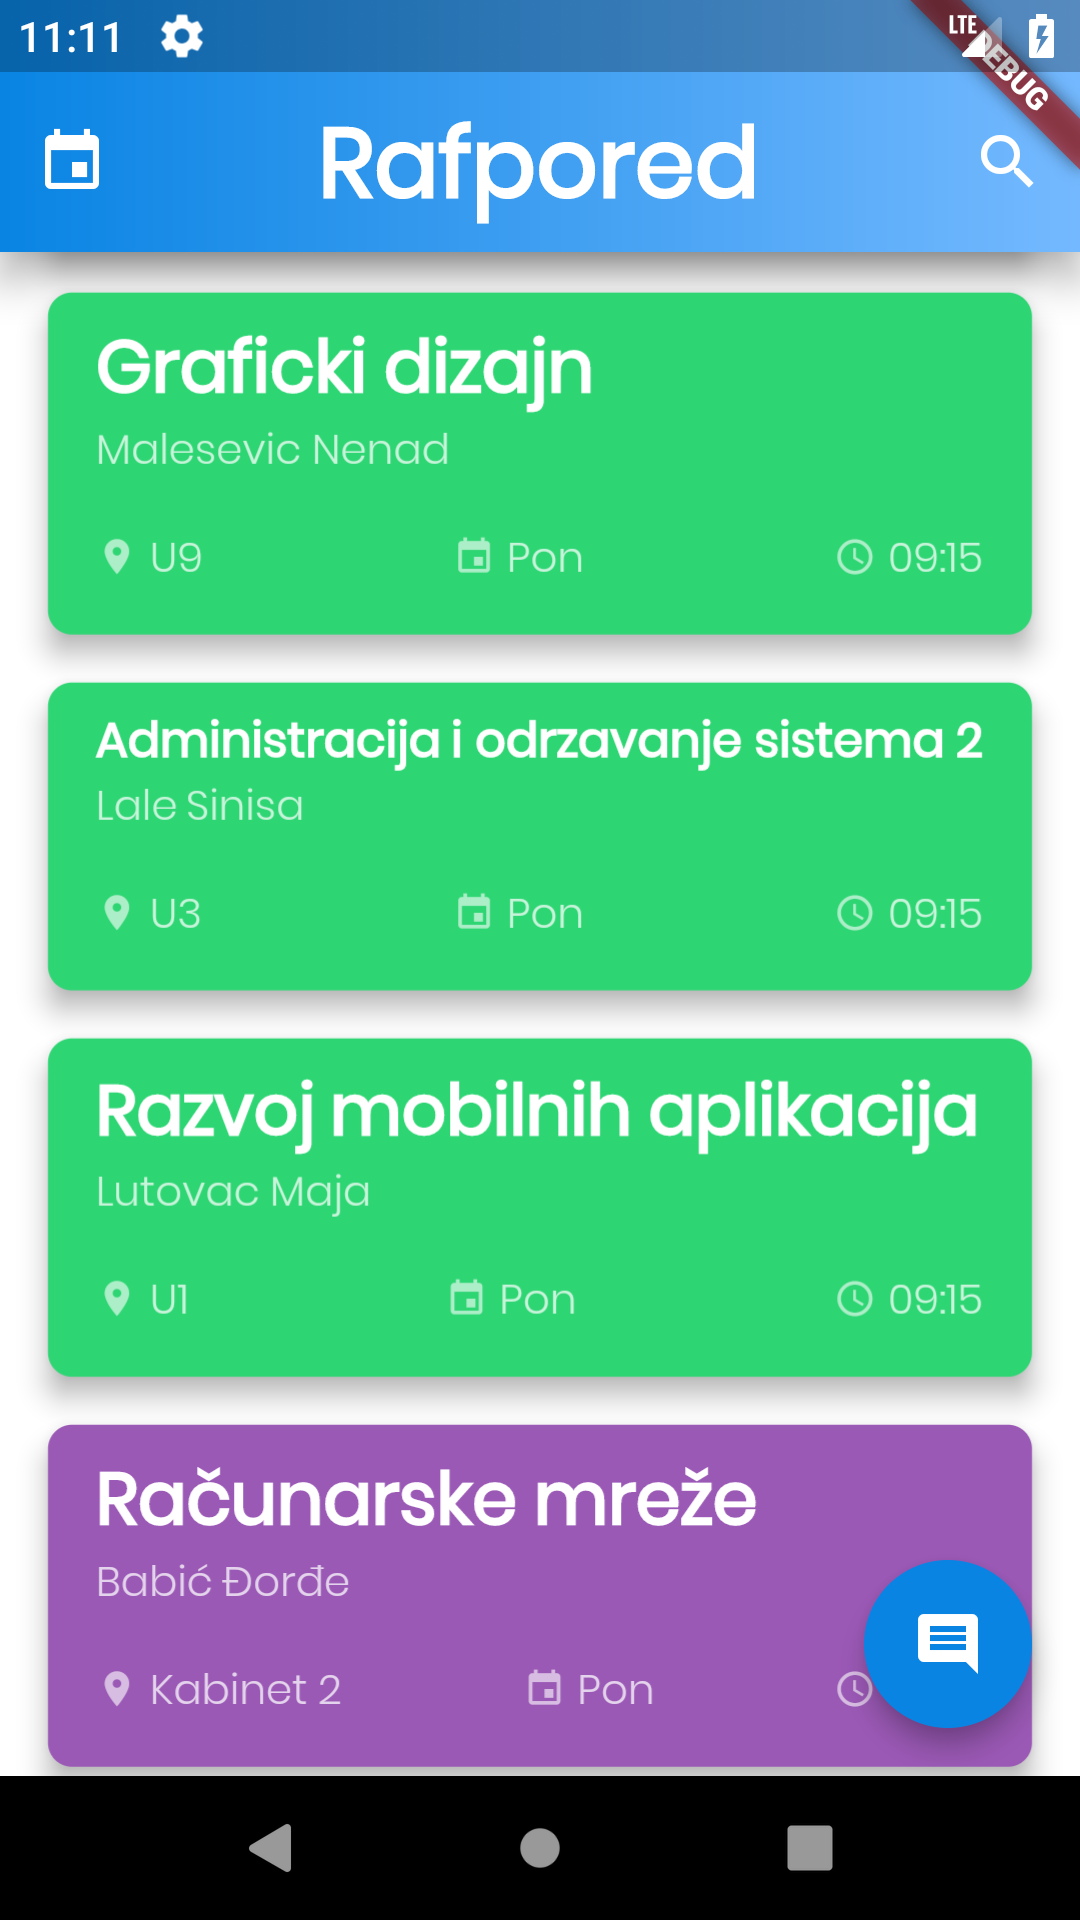 11:11
LTE
DEBUG
Rafpored
Graficki dizajn
Malesevic Nenad
U9 Pon 09:15
Administracija i odrzavanje sistema 2
Lale Sinisa
U3 Pon 09:15
Razvoj mobilnih aplikacija
Lutovac Maja
U1 Pon 09:15
Računarske mreže
Babić Đorđe
Kabinet 2 Pon